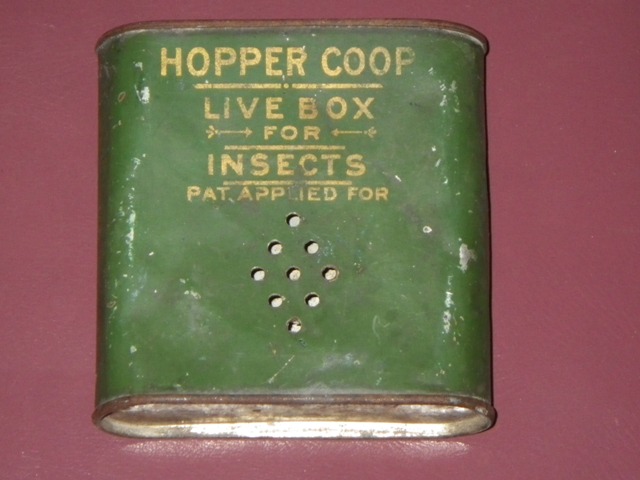 HOPPER COOP
LIVE BOX
FOR
INSECTS
PAT. APPLIED FOR